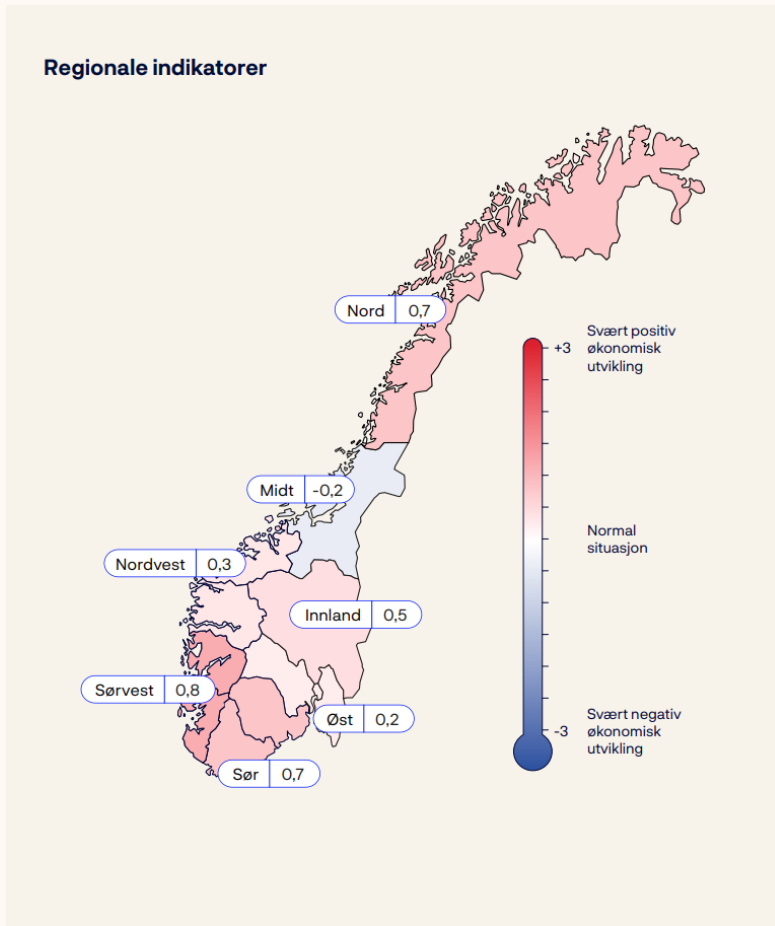 Regionale indikatorer
Nord 0,7
Svært positiv
+3 økonomisk
utvikling
Midt -0,2
Normal
situasjon
Nordvest 0,3
Innland 0,5
Sørvest 0,8
Øst 0,2
Svært negativ
-3 økonomisk
utvikling
Sør 0,7